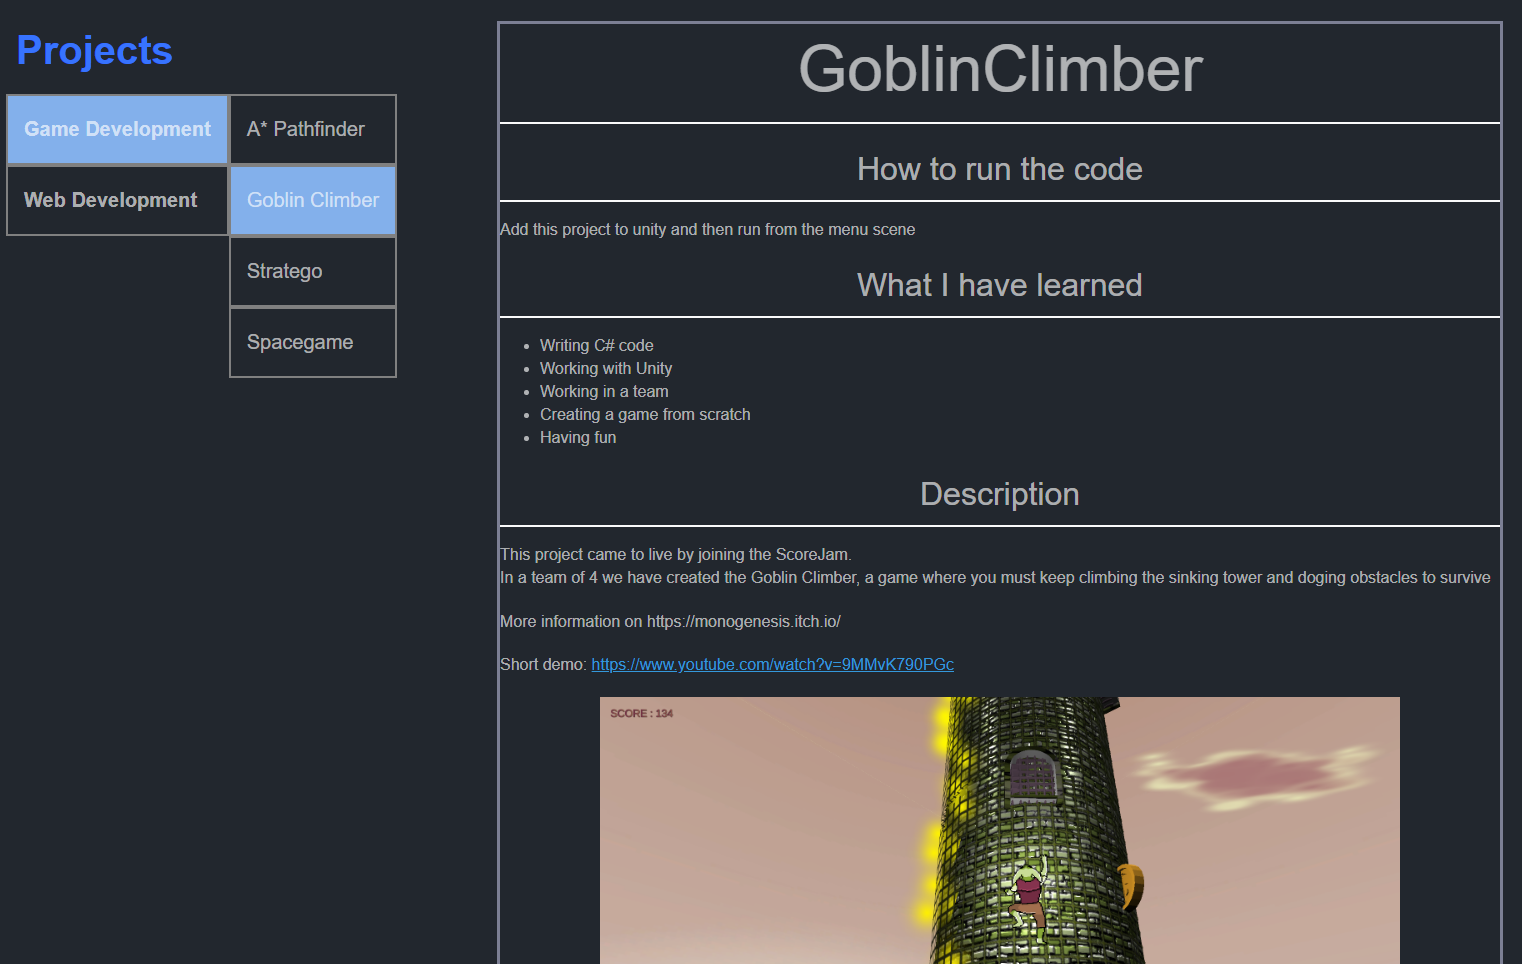 Projects
Game Development
Web Development
A* Pathfinder
Goblin Climber
Stratego
Spacegame
GoblinClimber
How to run the code
Add this project to unity and then run from the menu scene
What I have learned
Writing C# code
Working with Unity
Working in a team
Creating a game from scratch
Having fun
Description
This project came to live by joining the ScoreJam.
In a team of 4 we have created the Goblin Climber, a game where you must keep climbing the sinking tower and doging obstacles to survive
More information on https://monogenesis.itch.io/
Short demo: https://www.youtube.com/watch?v=9MMvK790PGc
SCORE : 134